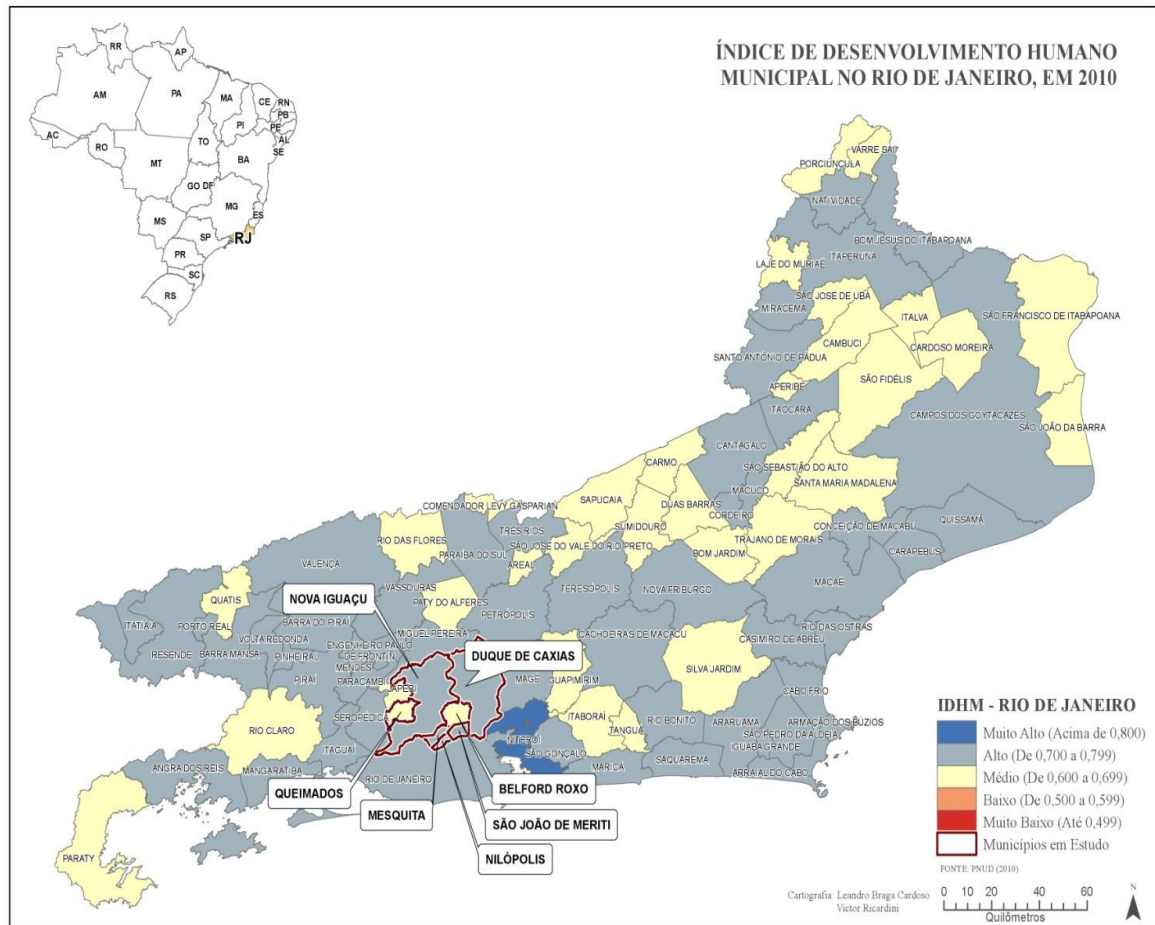 ÍNDICE DE DESENVOLVIMENTO HUMANO
MUNICIPAL NO RIO DE JANEIRO, EM 2010
RR
AP
AM
PA
MA
CE
RN
PB
PE
AL
SE
PI
AC
RO
TO
MT
BA
GO
DF
MG
ES
MS
SP
RJ
PR
SC
RS
VARRE SAI
PORCIÚNCULA
NATIVIDADE
BOM JESUS DO ITABAPOANA
ITAPERUNA
LAJE DO MURIAÉ
SÃO JOSÉ DE UBÁ
MIRACEMA
ITALVA
SÃO FRANCISCO DE ITABAPOANA
CAMBUCI
CARDOSO MOREIRA
SANTO ANTÔNIO DE PÁDUA
SÃO FIDÉLIS
APERIBÉ
ITAOCARA
CAMPOS DOS GOYTACAZES
SÃO JOÃO DA BARRA
CANTAGALO
CARMO
SÃO SEBASTIÃO DO ALTO
SANTA MARIA MADALENA
MACUCO
SAPUCAIA
DUAS BARRAS
CORDEIRO
COMENDADOR LEVY GASPARIAN
SUMIDOURO
CONCEIÇÃO DE MACABU
QUISSAMÃ
TRÊS RIOS
TRAJANO DE MORAIS
RIO DAS FLORES
PARAÍBA DO SUL
SÃO JOSÉ DO VALE DO RIO PRETO
BOM JARDIM
CARAPEBUS
VALENÇA
AREAL
MACAÉ
VASSOURAS
TERESÓPOLIS
NOVA FRIBURGO
NOVA IGUAÇU
QUATIS
PATY DO ALFERES
PETRÓPOLIS
ITATIAIA
PORTO REAL
BARRA DO PIRAÍ
RIO DAS OSTRAS
VOLTA REDONDA
MIGUEL PEREIRA
CACHOEIRAS DE MACACU
CASIMIRO DE ABREU
RESENDE
BARRA MANSA
PINHEIRAL
ENGENHEIRO PAULO
DE FRONTIN
MENDES
DUQUE DE CAXIAS
PIRAÍ
PARACAMBI
JAPERI
MAGÉ
GUAPIMIRIM
SILVA JARDIM
CABO FRIO
RIO CLARO
SEROPÉDICA
ITABORAÍ
TANGUÁ
RIO BONITO
ARARUAMA
ARMAÇÃO DOS BÚZIOS
SÃO PEDRO DA ALDEIA
IGUABA GRANDE
ITAGUAÍ
NITERÓI
SÃO GONÇALO
MARICÁ
SAQUAREMA
ARRAIAL DO CABO
ANGRA DOS REIS
MANGARATIBA
RIO DE JANEIRO
QUEIMADOS
BELFORD ROXO
MESQUITA
SÃO JOÃO DE MERITI
NILÓPOLIS
PARATY
IDHM - RIO DE JANEIRO
Muito Alto (Acima de 0,800)
Alto (De 0,700 a 0,799)
Médio (De 0,600 a 0,699)
Baixo (De 0,500 a 0,599)
Muito Baixo (Até 0,499)
Municípios em Estudo
FONTE: PNUD (2010)
Cartografia: Leandro Braga Cardoso
Victor Ricardini
0 10 20 40 60
Quilômetros
N